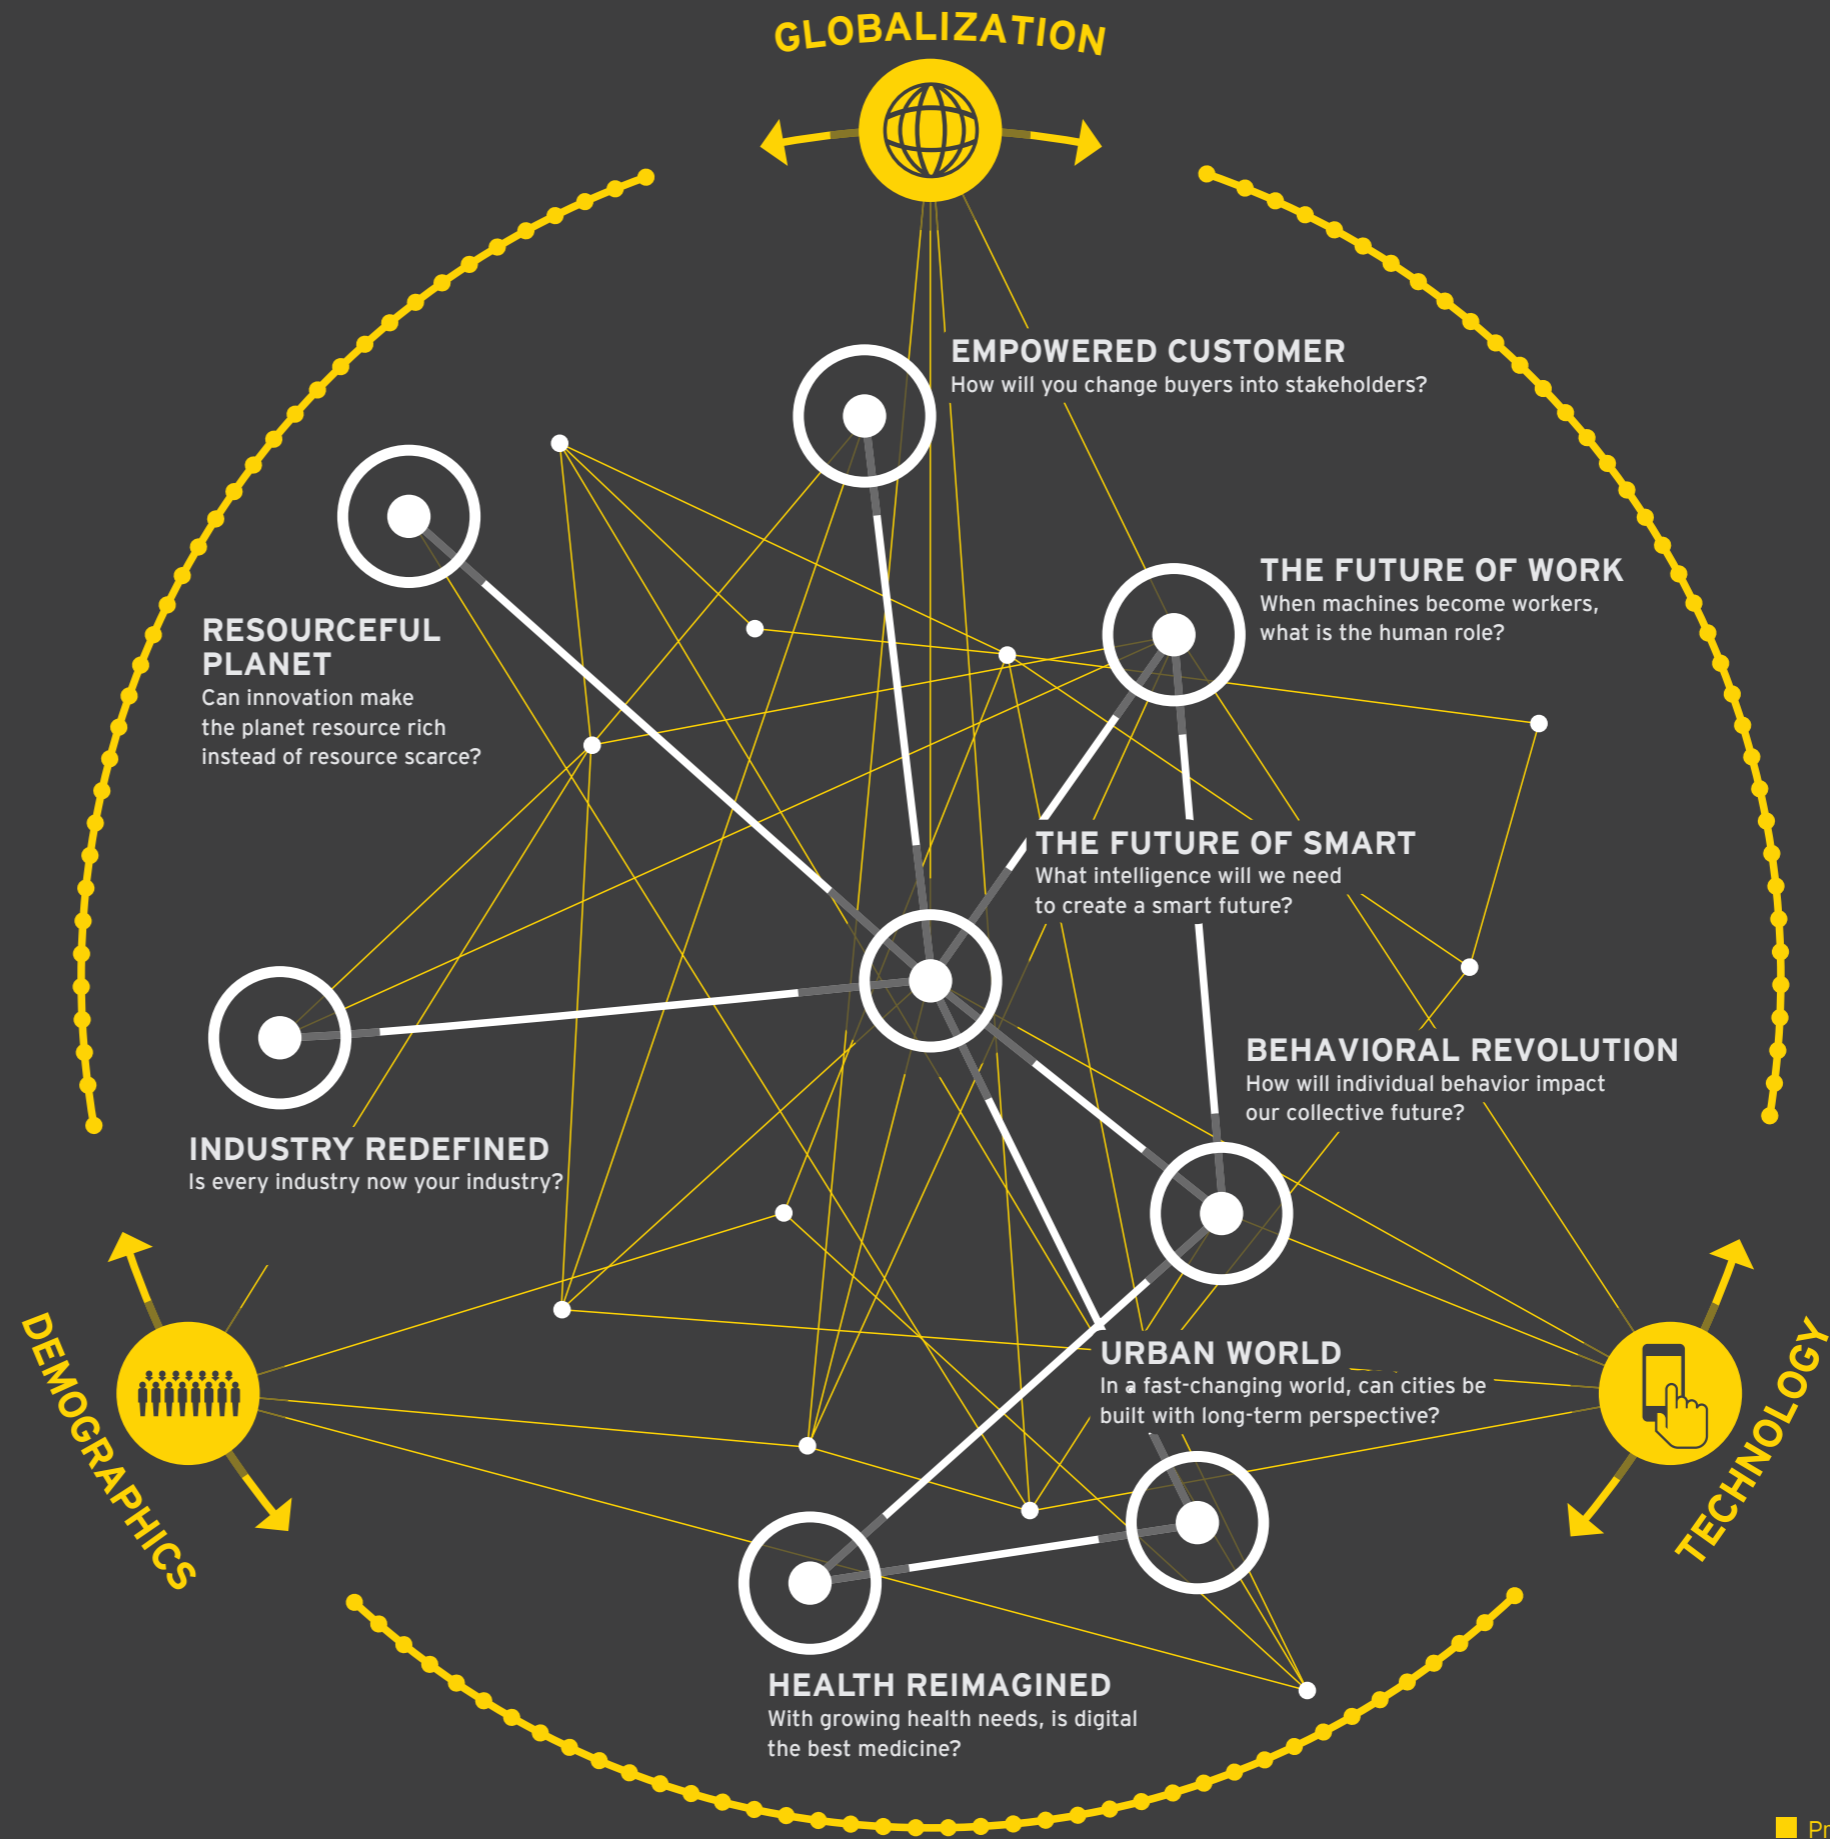 GLOBALIZATION
EMPOWERED CUSTOMER
How will you change buyers into stakeholders?
THE FUTURE OF WORK
When machines become workers,
what is the human role?
RESOURCEFUL
PLANET
Can innovation make
the planet resource rich
instead of resource scarce?
THE FUTURE OF SMART
What intelligence will we need
to create a smart future?
BEHAVIORAL REVOLUTION
How will individual behavior impact
our collective future?
INDUSTRY REDEFINED
Is every industry now your industry?
DEMOGRAPHICS
TECHNOLOGY
URBAN WORLD
In a fast-changing world, can cities be
built with long-term perspective?
HEALTH REIMAGINED
With growing health needs, is digital
the best medicine?